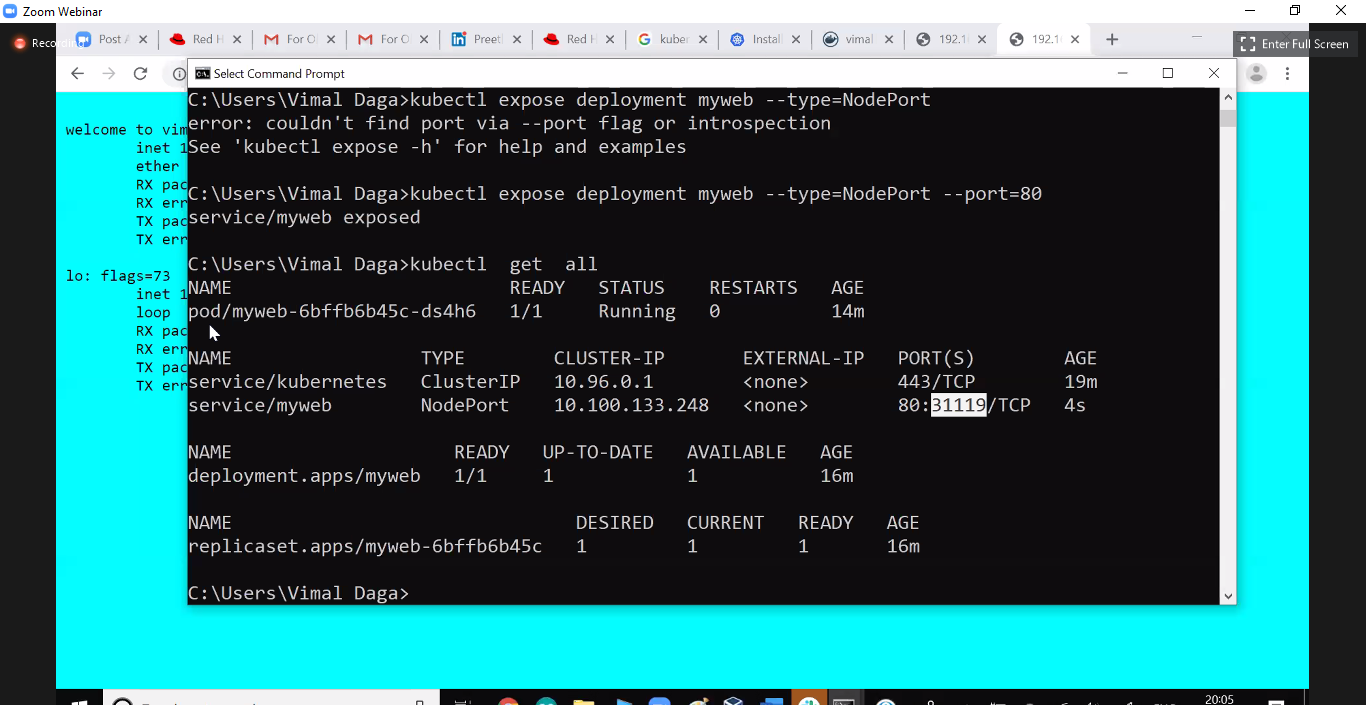 Zoom Webinar
Recording
Post A
Red H
For O
For O
Preeti
Red H
kuber
Install
vimal
192.1
192.1
Enter Full Screen
Select Command Prompt
welcome to vim
inet 1
ether
RX pac
RX err
TX pac
TX err
lo: flags=73
inet 1
loop
RX pac
RX err
TX pac
TX err
C:\Users\Vimal Daga>kubectl expose deployment myweb --type=NodePort
error: couldn't find port via --port flag or introspection
See 'kubectl expose -h' for help and examples
C:\Users\Vimal Daga>kubectl expose deployment myweb --type=NodePort --port=80
service/myweb exposed
C:\Users\Vimal Daga>kubectl get all
NAME READY STATUS RESTARTS AGE
pod/myweb-6bffb6b45c-ds4h6 1/1 Running 0 14m
NAME TYPE CLUSTER-IP EXTERNAL-IP PORT(S) AGE
service/kubernetes ClusterIP 10.96.0.1 <none> 443/TCP 19m
service/myweb NodePort 10.100.133.248 <none> 80:31119/TCP 4s
NAME READY UP-TO-DATE AVAILABLE AGE
deployment.apps/myweb 1/1 1 1 16m
NAME DESIRED CURRENT READY AGE
replicaset.apps/myweb-6bffb6b45c 1 1 1 16m
C:\Users\Vimal Daga>
20:05